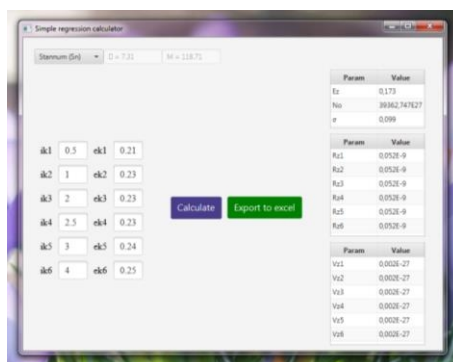 Simple regression calculator
Stannum (Sn) D = 7.31 M = 118.71
Param Value
Ez 0,173
No 39362,747E27
σ 0,099
ik1 0.5 ek1 0.21
ik2 1 ek2 0.23
ik3 2 ek3 0.23
ik4 2.5 ek4 0.23
ik5 3 ek5 0.24
ik6 4 ek6 0.25
Calculate Export to excel
Param Value
Rz1 0,052E-9
Rz2 0,052E-9
Rz3 0,052E-9
Rz4 0,052E-9
Rz5 0,052E-9
Rz6 0,052E-9
Param Value
Vz1 0,002E-27
Vz2 0,002E-27
Vz3 0,002E-27
Vz4 0,002E-27
Vz5 0,002E-27
Vz6 0,002E-27